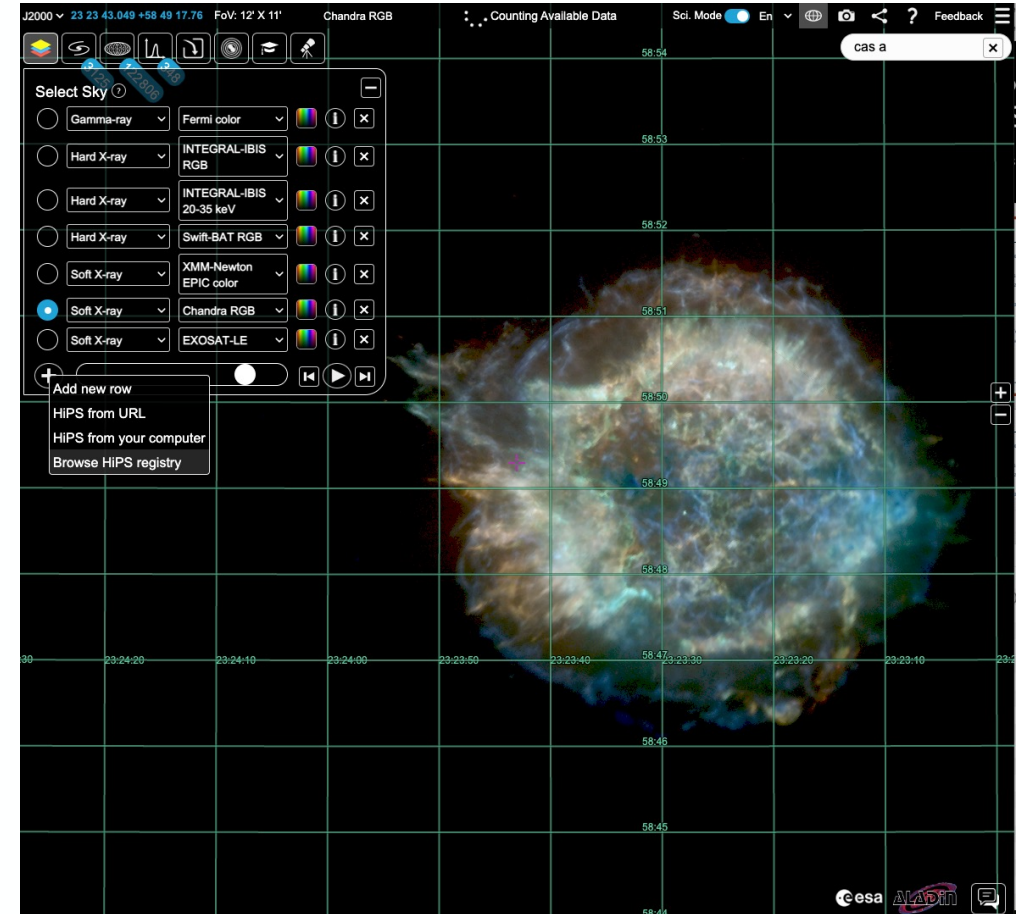 J2000 23 23 43.049 +58 49 17.76 FoV: 12' X 11' Chandra RGB Counting Available Data Sci. Mode En ? Feedback
cas a
Select Sky ?
Gamma-ray Fermi color
Hard X-ray INTEGRAL-IBIS
RGB
Hard X-ray INTEGRAL-IBIS
20-35 keV
Hard X-ray Swift-BAT RGB
Soft X-ray XMM-Newton
EPIC color
Soft X-ray Chandra RGB
Soft X-ray EXOSAT-LE
Add new row
HiPS from URL
HiPS from your computer
Browse HiPS registry
58:54
58:53
58:52
58:51
58:50
58:49
58:48
:30 23:24:20 23:24:10 23:24:00 23:23:50 23:23:40 58:47 23:23:30 23:23:20 23:23:10
58:46
58:45
58:44
esa ALADIN